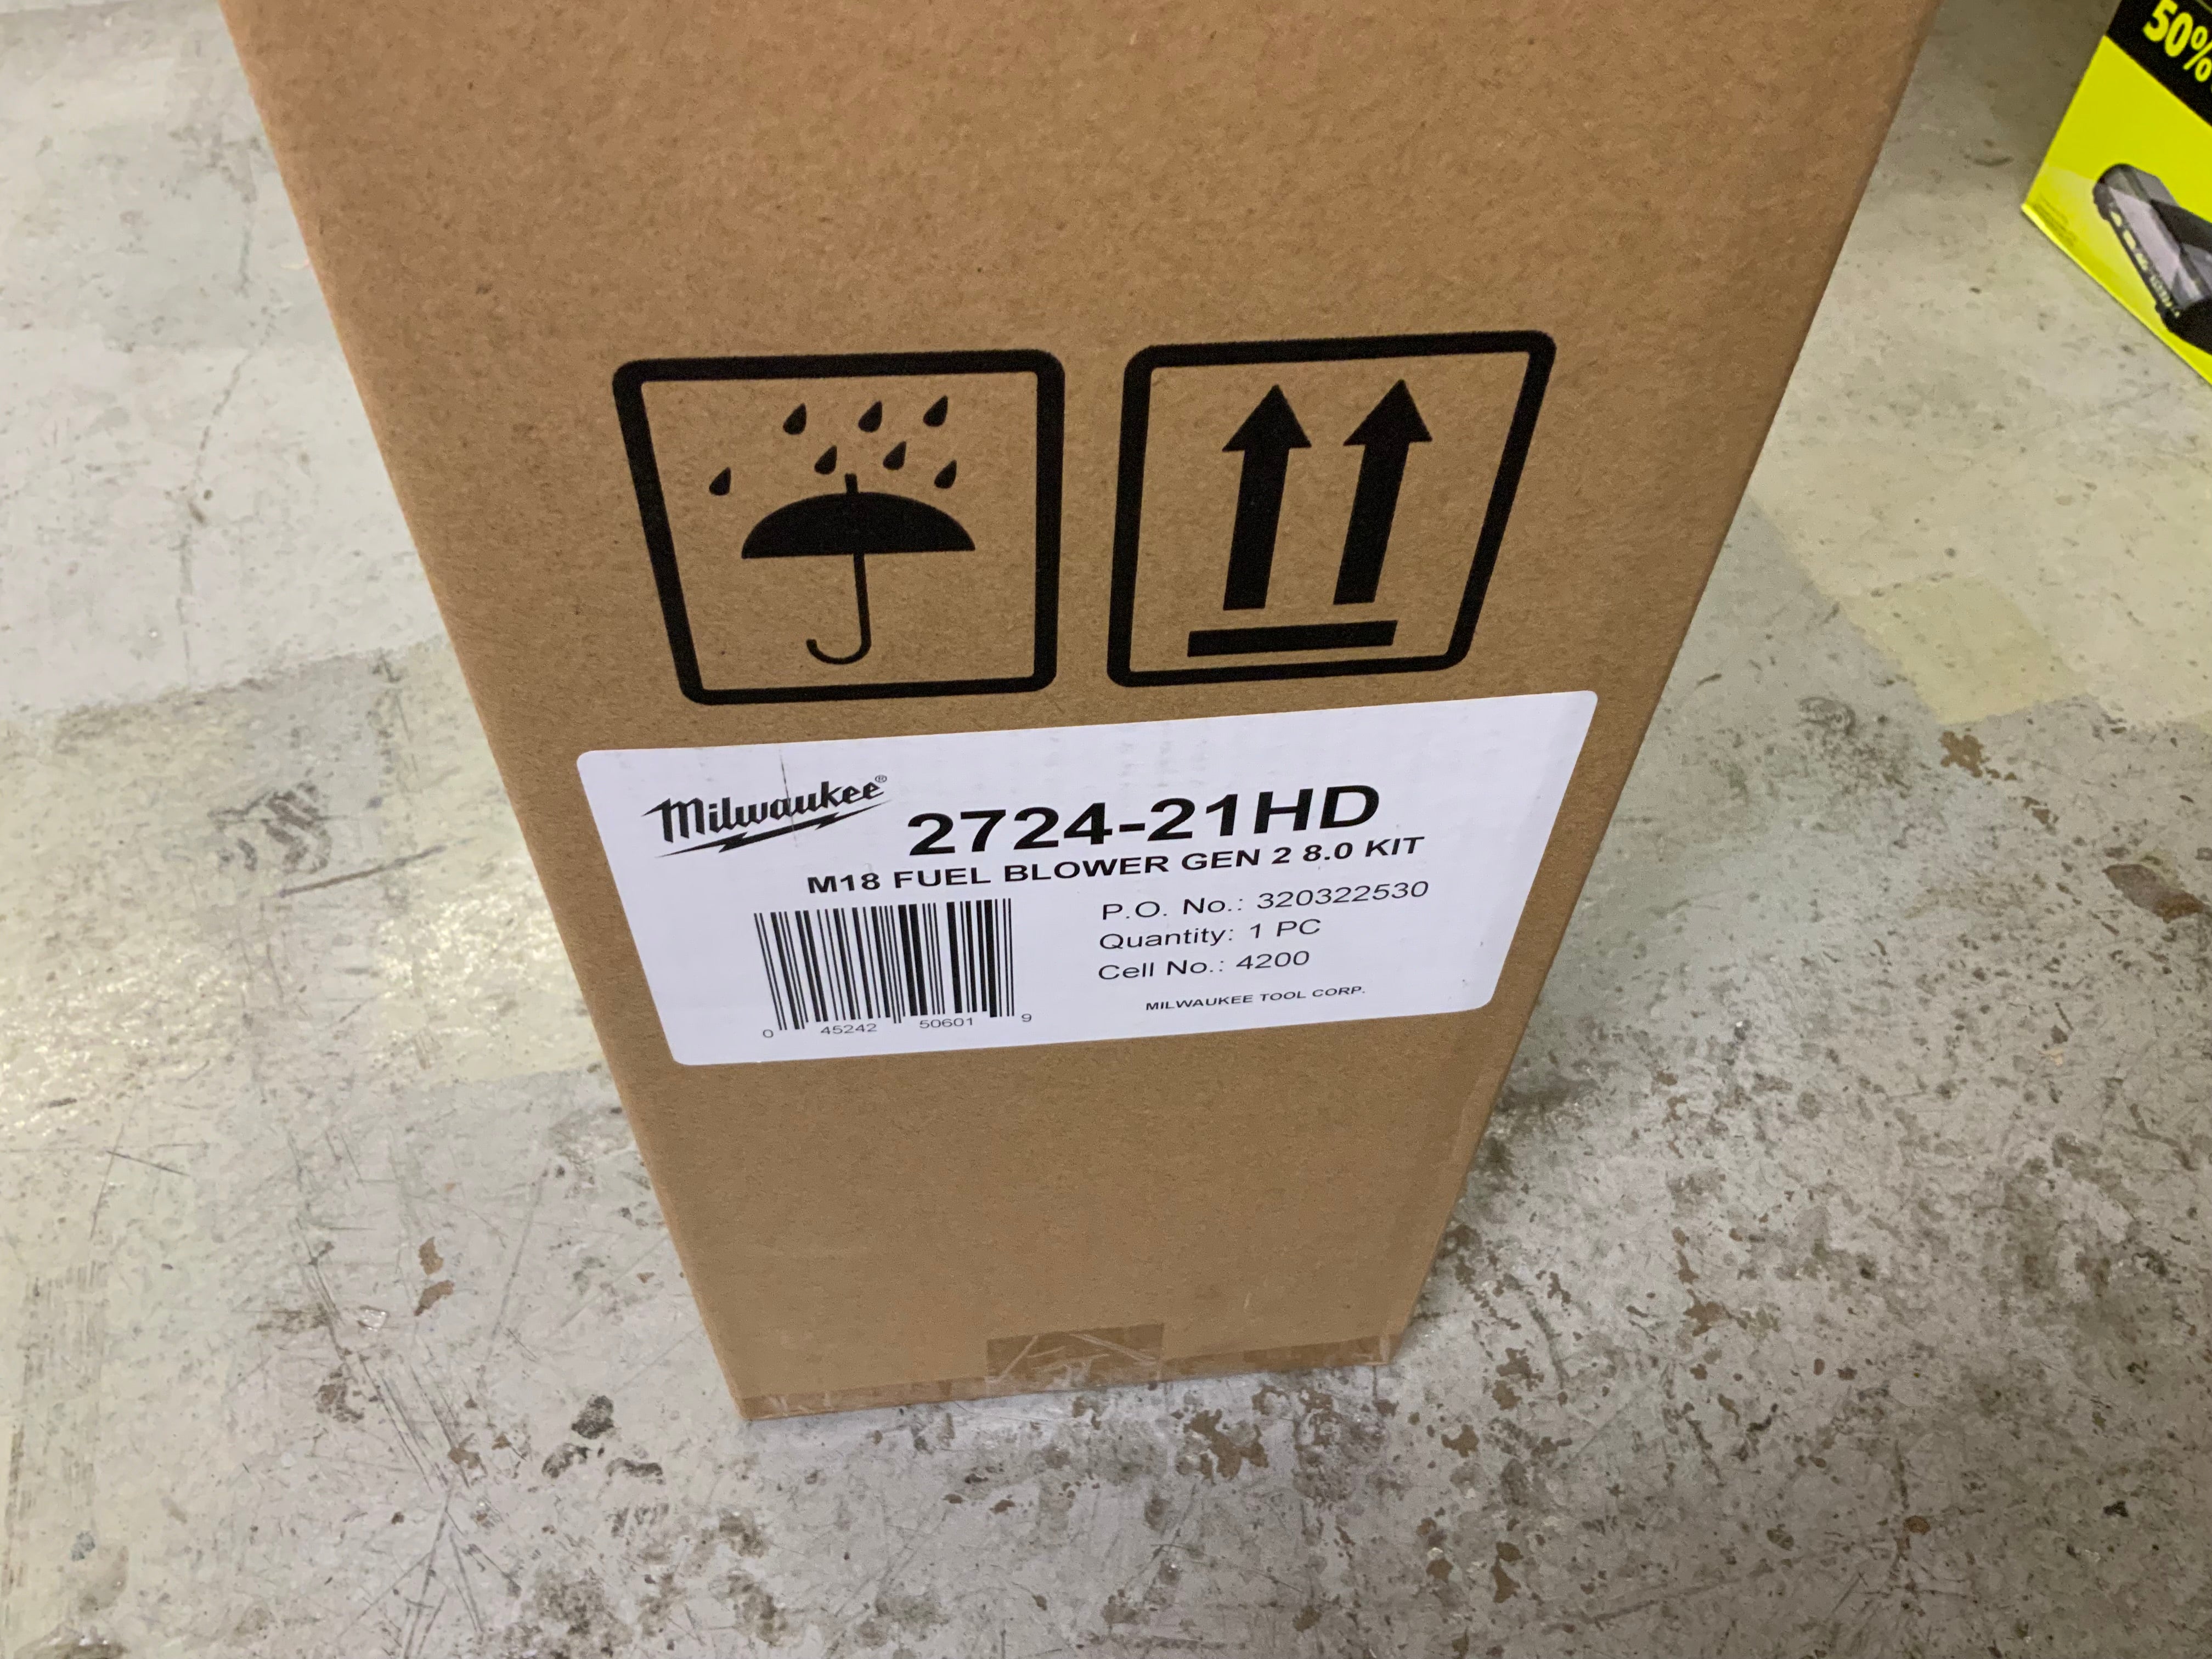 50%
Milwaukee®
2724-21HD
M18 FUEL BLOWER GEN 2 8.0 KIT
P.O. No.: 320322530
Quantity: 1 PC
Cell No.: 4200
MILWAUKEE TOOL CORP.
0 45242 50601 9